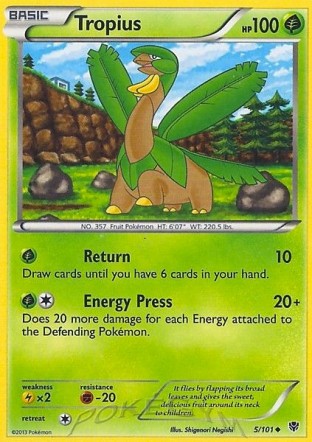 BASIC
Tropius HP100
NO. 357 Fruit Pokémon HT: 6'07" WT: 220.5 lbs.
Return 10
Draw cards until you have 6 cards in your hand.
Energy Press 20+
Does 20 more damage for each Energy attached to
the Defending Pokémon.
weakness resistance
×2 -20
retreat
It flies by flapping its broad
leaves and gives the sweet,
delicious fruit around its neck
to children.
Illus. Shigenori Negishi 5/101
©2013 Pokémon